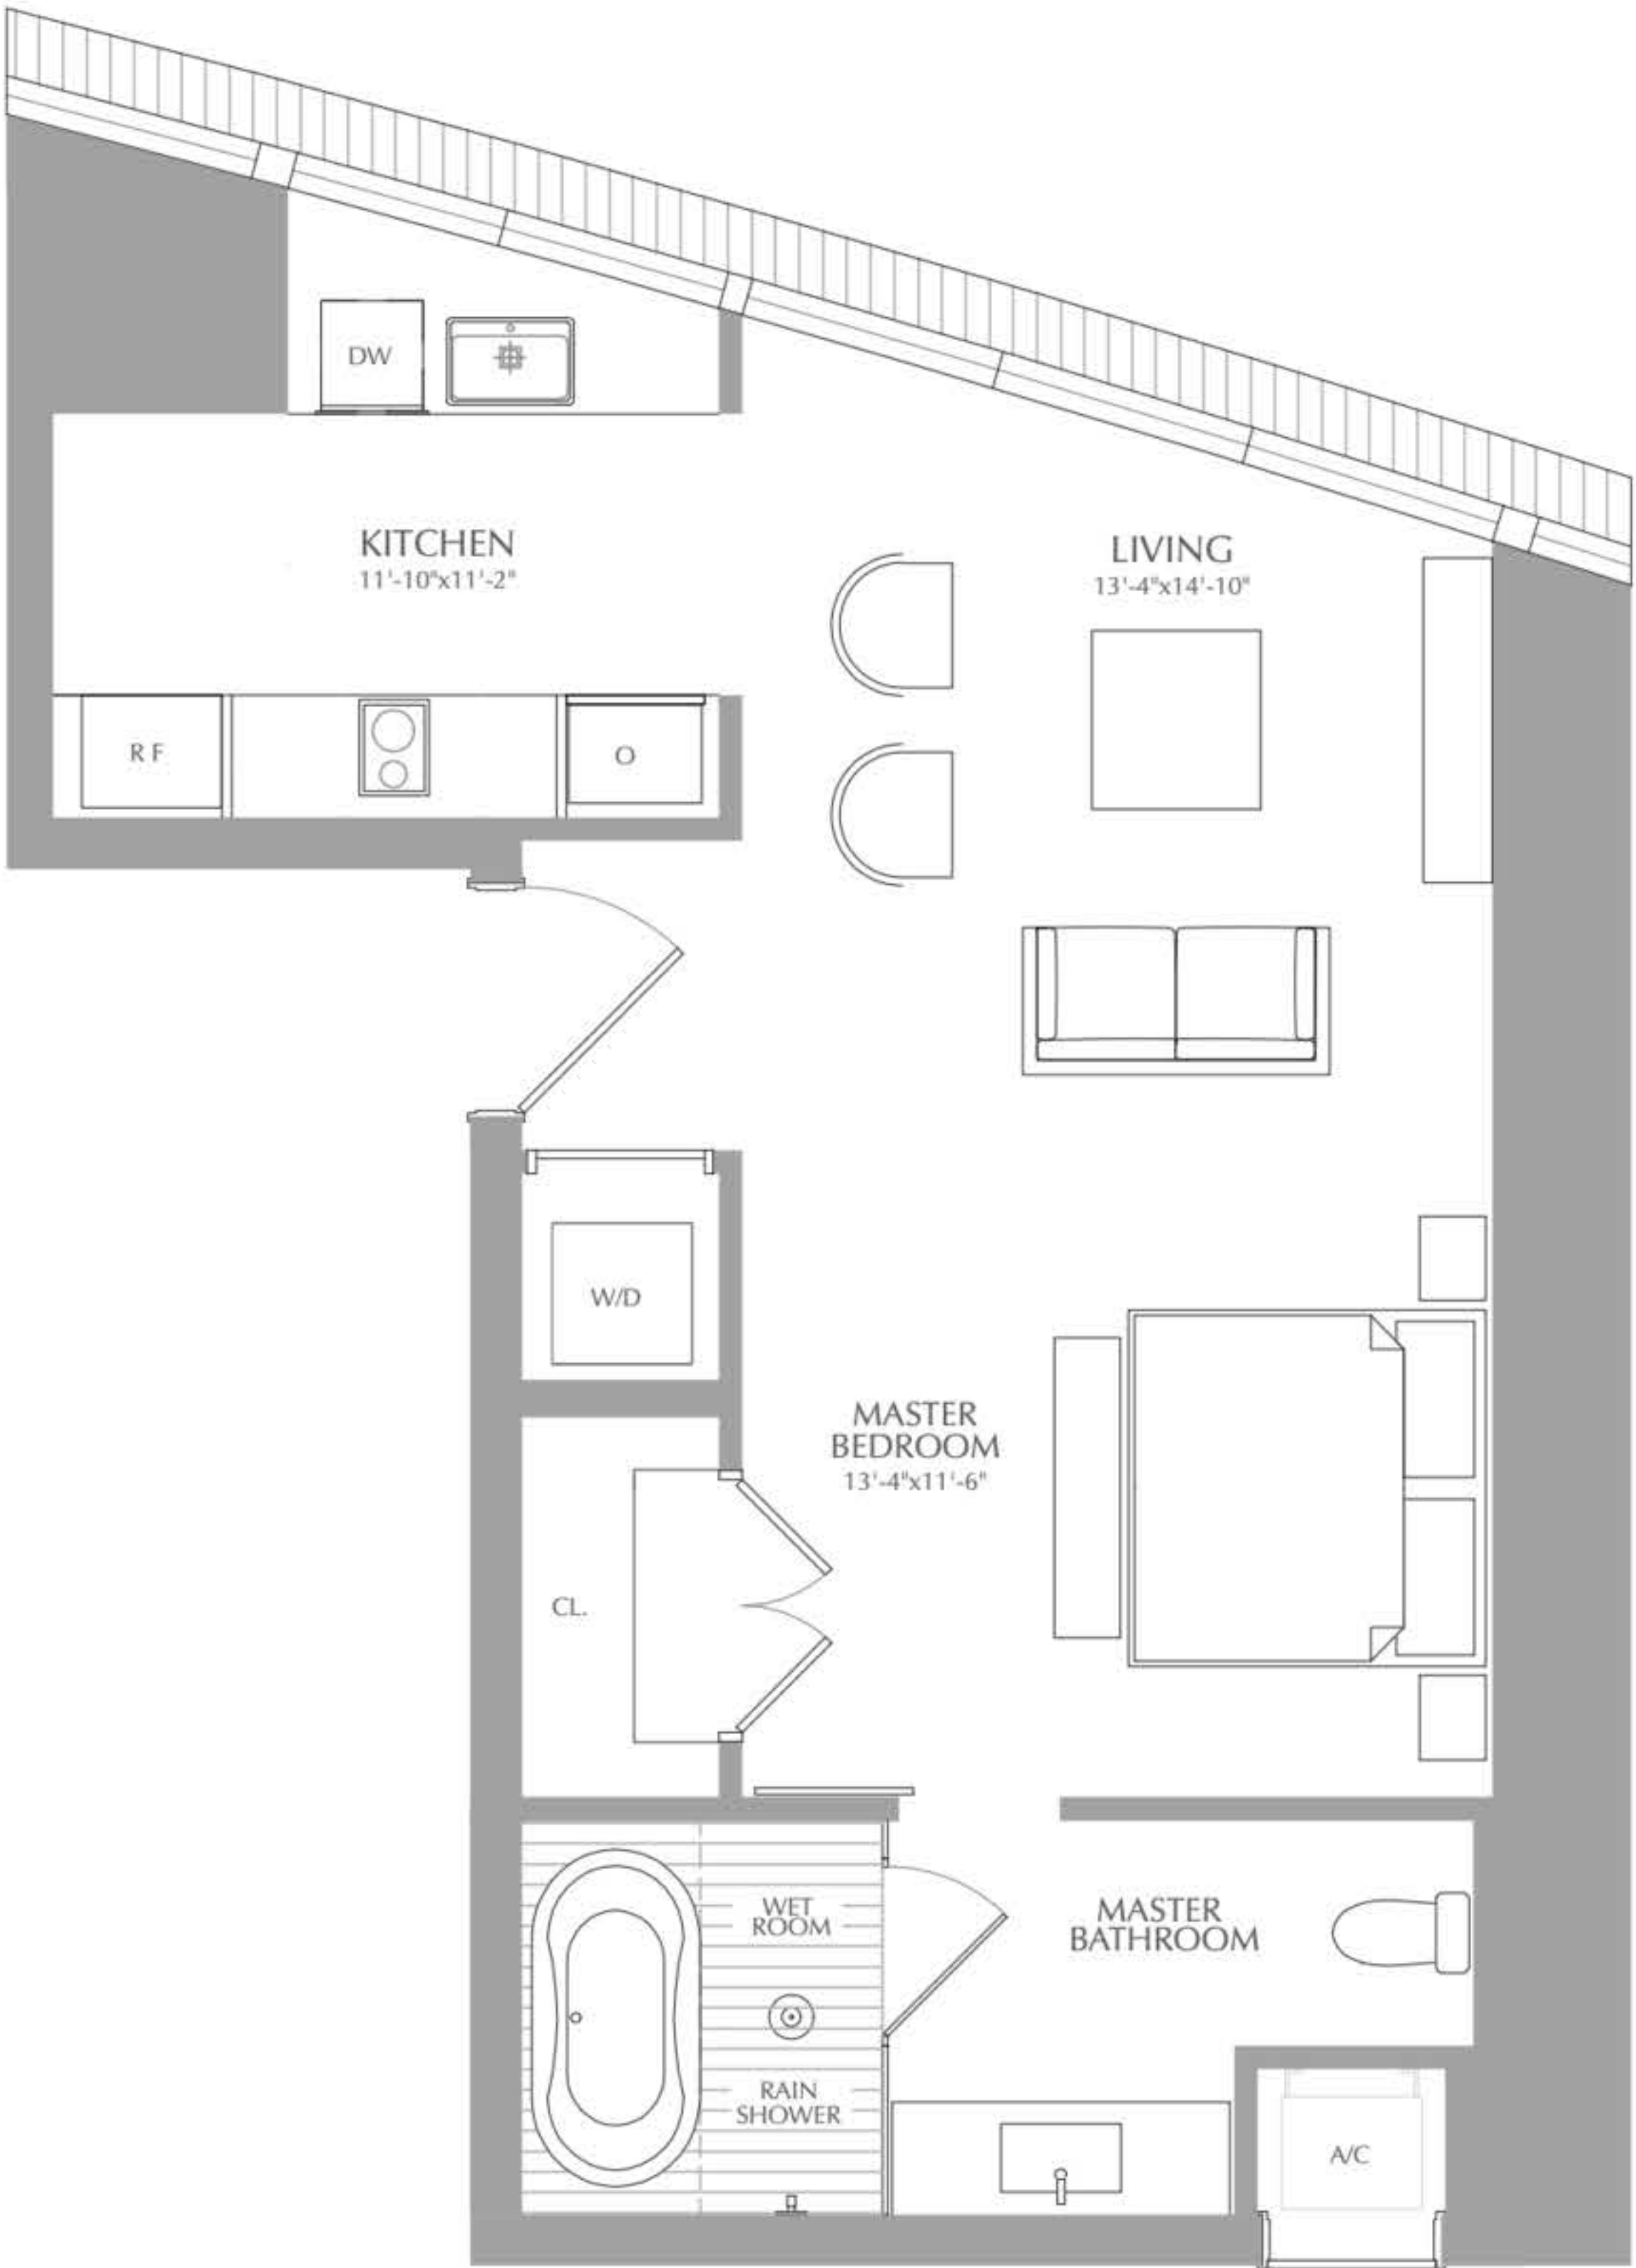 DW
KITCHEN
11'-10"x11'-2"
LIVING
13'-4"x14'-10"
R F
O
W/D
MASTER
BEDROOM
13'-4"x11'-6"
CL.
WET
ROOM
MASTER
BATHROOM
RAIN
SHOWER
A/C